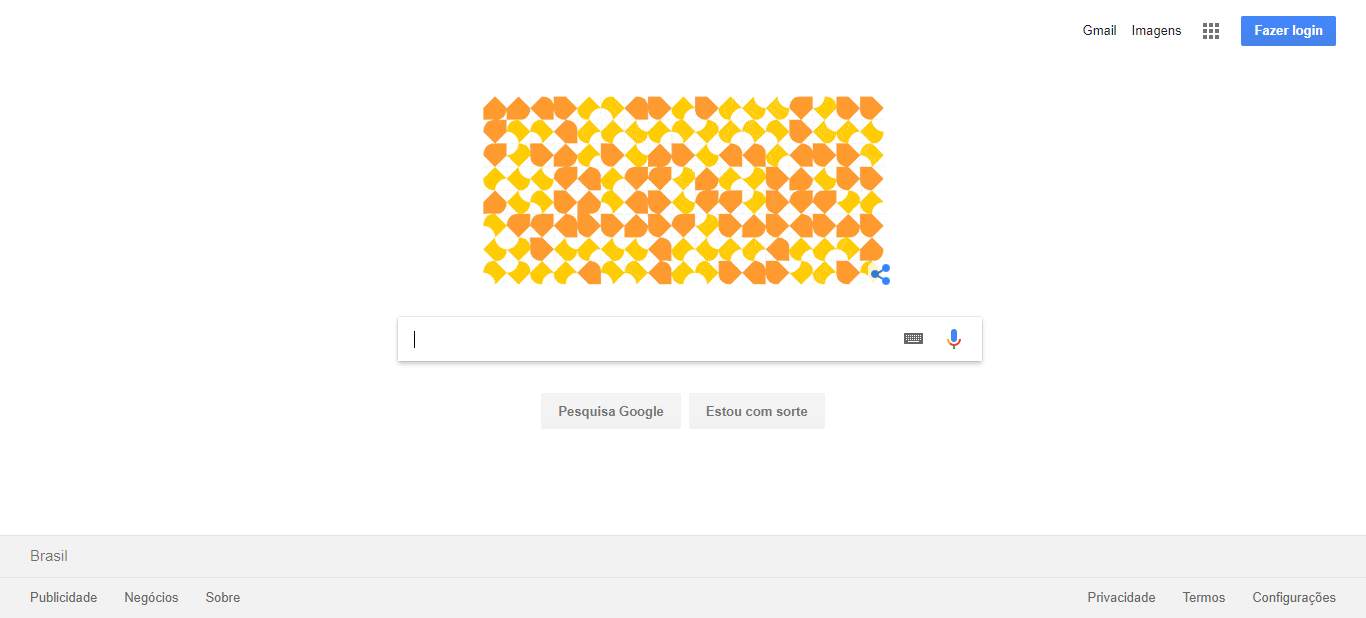 Gmail Imagens Fazer login
Pesquisa Google Estou com sorte
Brasil
Publicidade Negócios Sobre Privacidade Termos Configurações